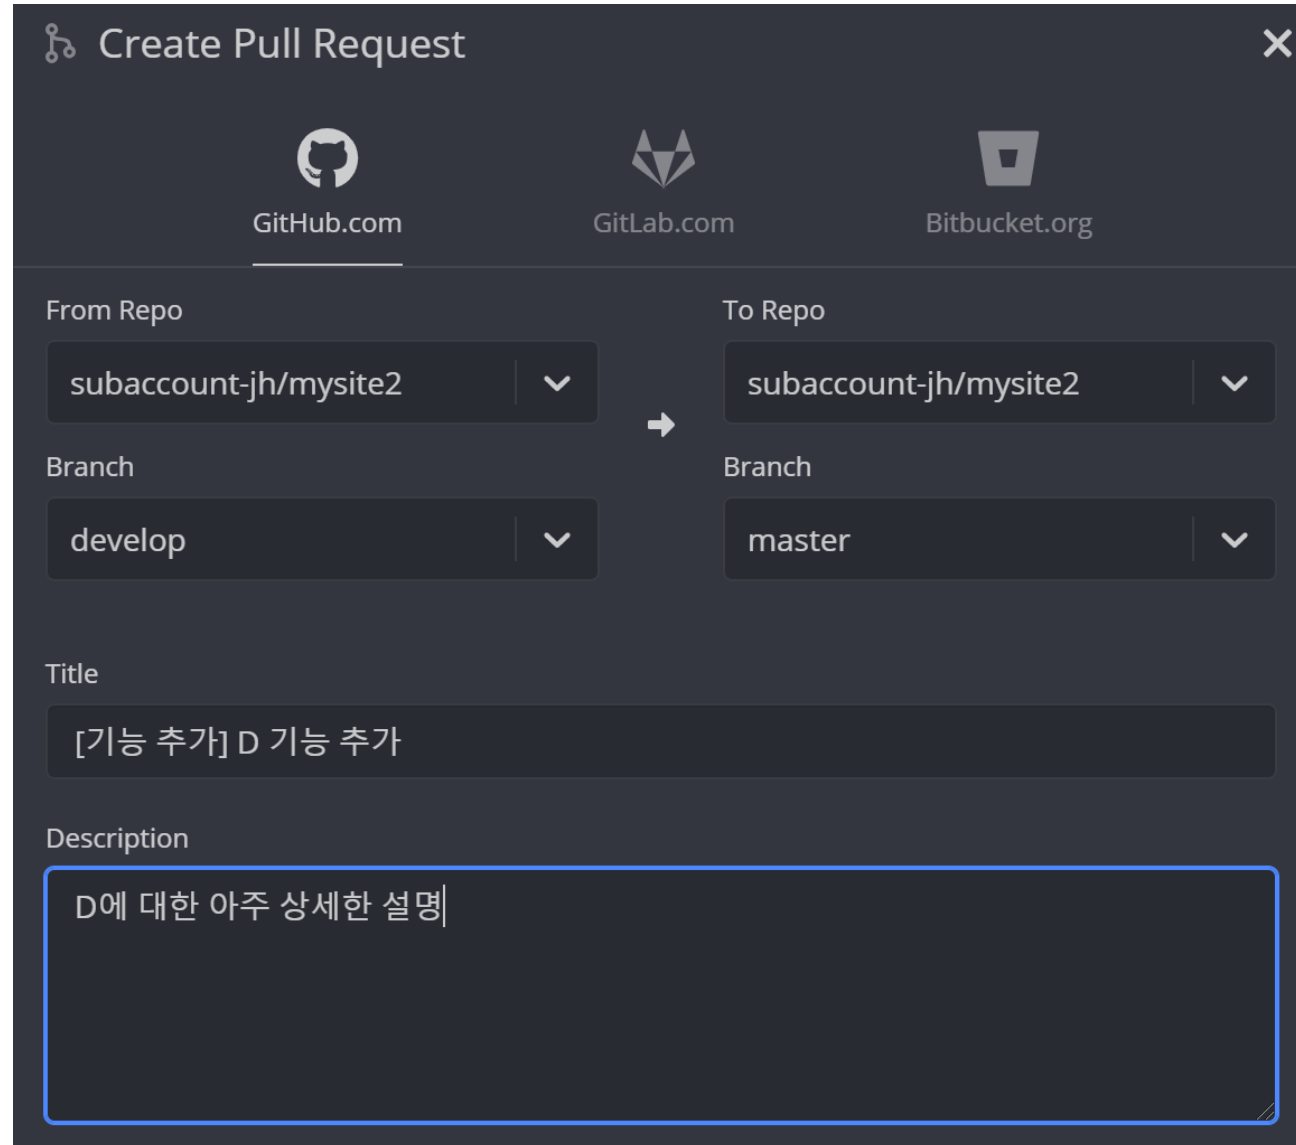 Create Pull Request
GitHub.com
GitLab.com
Bitbucket.org
From Repo
To Repo
subaccount-jh/mysite2
subaccount-jh/mysite2
Branch
Branch
develop
master
Title
[기능 추가] D 기능 추가
Description
D에 대한 아주 상세한 설명